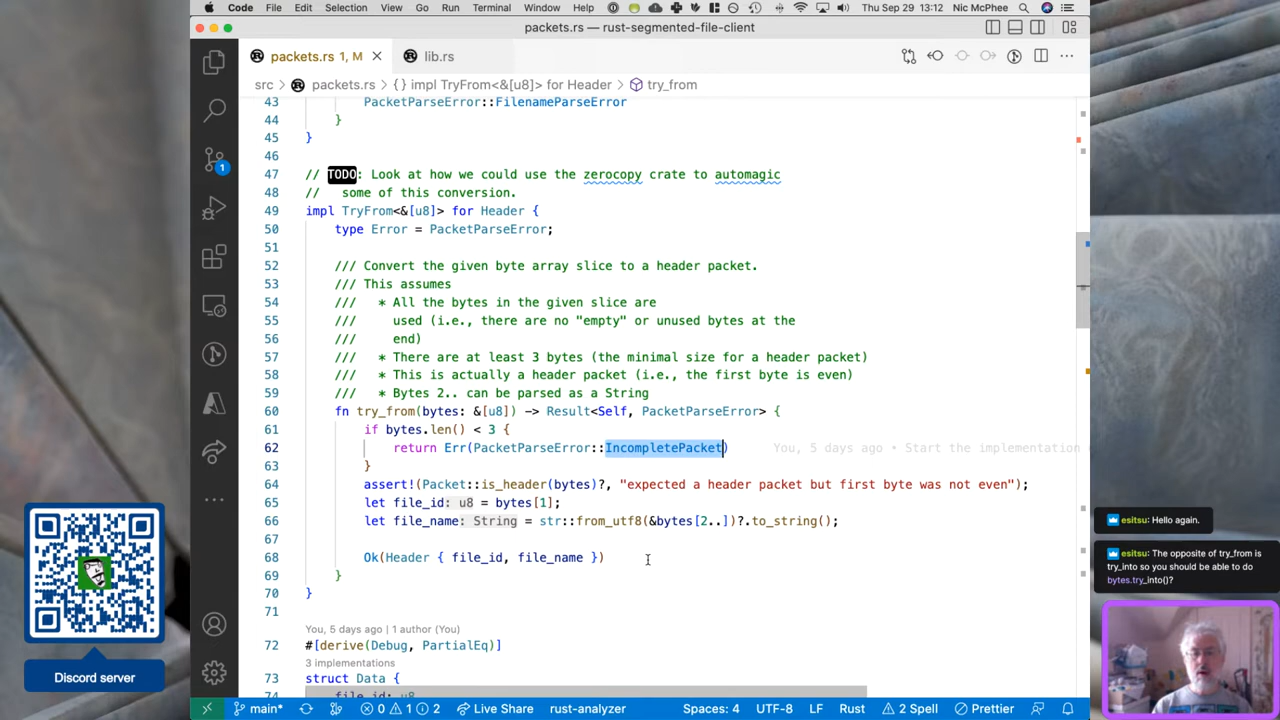 Code File Edit Selection View Go Run Terminal Window Help Thu Sep 29 13:12 Nic McPhee
packets.rs — rust-segmented-file-client
packets.rs 1, M
lib.rs
src > packets.rs > { } impl TryFrom<&[u8]> for Header > try_from
43 PacketParseError::FilenameParseError
44 }
45 }
46
47 // TODO: Look at how we could use the zerocopy crate to automagic
48 // some of this conversion.
49 impl TryFrom<&[u8]> for Header {
50 type Error = PacketParseError;
51
52 /// Convert the given byte array slice to a header packet.
53 /// This assumes
54 /// * All the bytes in the given slice are
55 /// used (i.e., there are no "empty" or unused bytes at the
56 /// end)
57 /// * There are at least 3 bytes (the minimal size for a header packet)
58 /// * This is actually a header packet (i.e., the first byte is even)
59 /// * Bytes 2.. can be parsed as a String
60 fn try_from(bytes: &[u8]) -> Result<Self, PacketParseError> {
61 if bytes.len() < 3 {
62 return Err(PacketParseError::IncompletePacket) You, 5 days ago • Start the implementation
63 }
64 assert!(Packet::is_header(bytes)?, "expected a header packet but first byte was not even");
65 let file_id: u8 = bytes[1];
66 let file_name: String = str::from_utf8(&bytes[2..])?.to_string();
67
68 Ok(Header { file_id, file_name })
69 }
70 }
71
You, 5 days ago | 1 author (You)
72 #[derive(Debug, PartialEq)]
3 implementations
73 struct Data {
74 file_id: u8
1
main*
0 1 2
Live Share
rust-analyzer
Spaces: 4
UTF-8
LF
Rust
2 Spell
Prettier
Discord server
esitsu: Hello again.
esitsu: The opposite of try_from is
try_into so you should be able to do
bytes.try_into()?